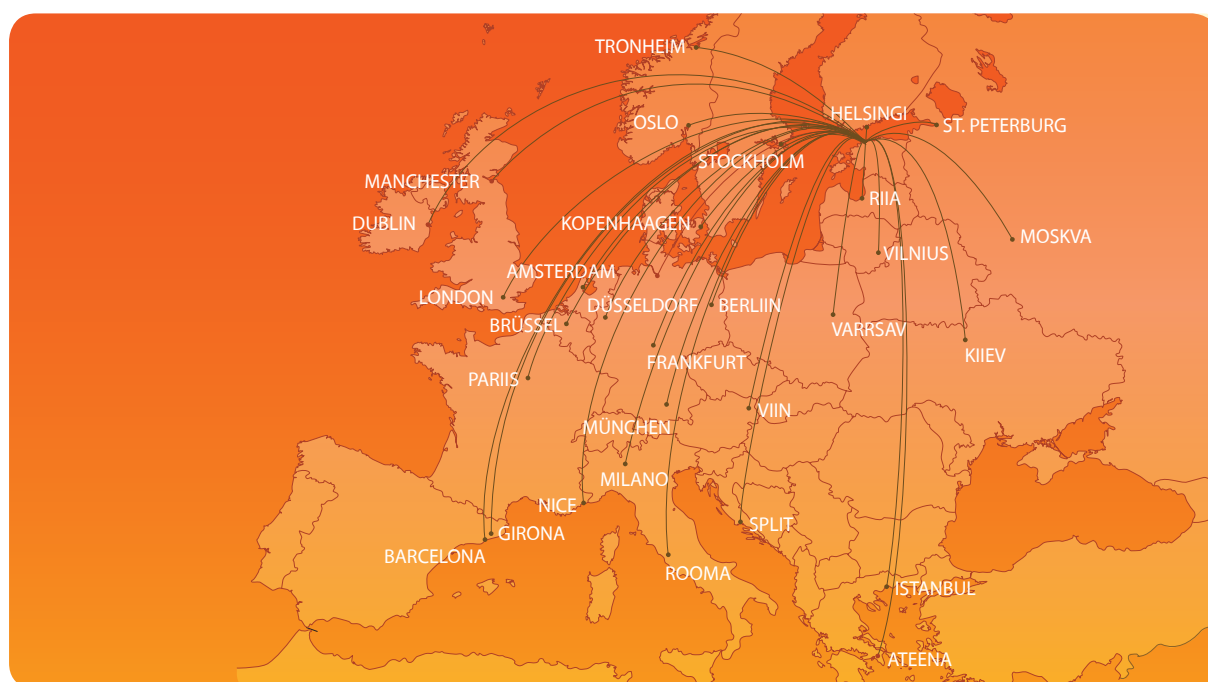 TRONHEIM
HELSINGI
OSLO
ST. PETERBURG
STOCKHOLM
MANCHESTER
RIIA
DUBLIN
KOPENHAAGEN
MOSKVA
VILNIUS
AMSTERDAM
LONDON
DÜSSELDORF
BERLIIN
BRÜSSEL
VARRSAV
KIIEV
FRANKFURT
PARIIS
VIIN
MÜNCHEN
MILANO
NICE
SPLIT
GIRONA
BARCELONA
ROOMA
ISTANBUL
ATEENA